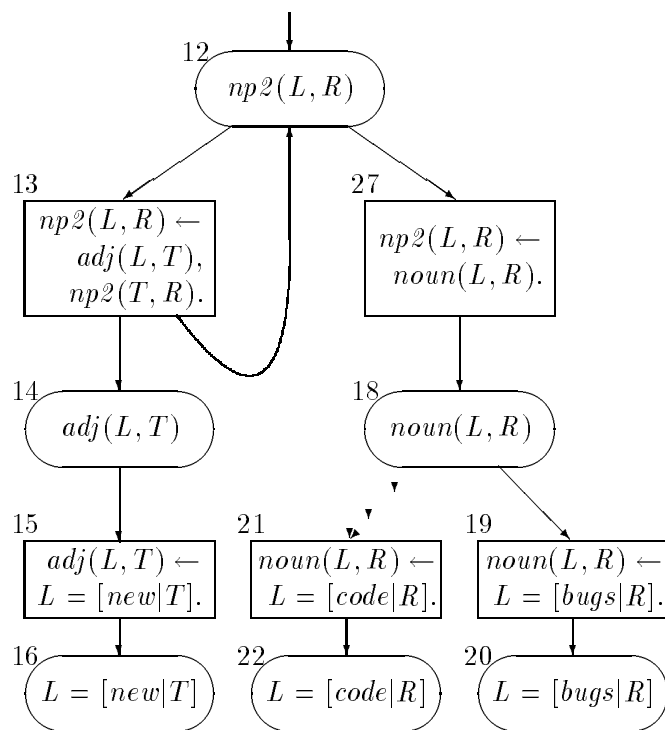 12
np2(L, R)
13
np2(L, R) ←
adj(L, T),
np2(T, R).
27
np2(L, R) ←
noun(L, R).
14
adj(L, T)
18
noun(L, R)
15
adj(L, T) ←
L = [new|T].
21
noun(L, R) ←
L = [code|R].
19
noun(L, R) ←
L = [bugs|R].
16
L = [new|T]
22
L = [code|R]
20
L = [bugs|R]